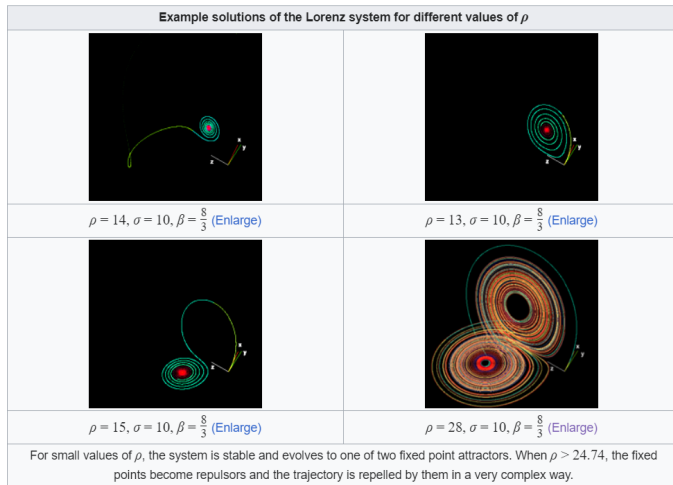 Example solutions of the Lorenz system for different values of ρ
z
x
y
z
x
y
ρ = 14, σ = 10, β = 8/3 (Enlarge)
ρ = 13, σ = 10, β = 8/3 (Enlarge)
z
x
y
z
x
y
ρ = 15, σ = 10, β = 8/3 (Enlarge)
ρ = 28, σ = 10, β = 8/3 (Enlarge)
For small values of ρ, the system is stable and evolves to one of two fixed point attractors. When ρ > 24.74, the fixed
points become repulsors and the trajectory is repelled by them in a very complex way.